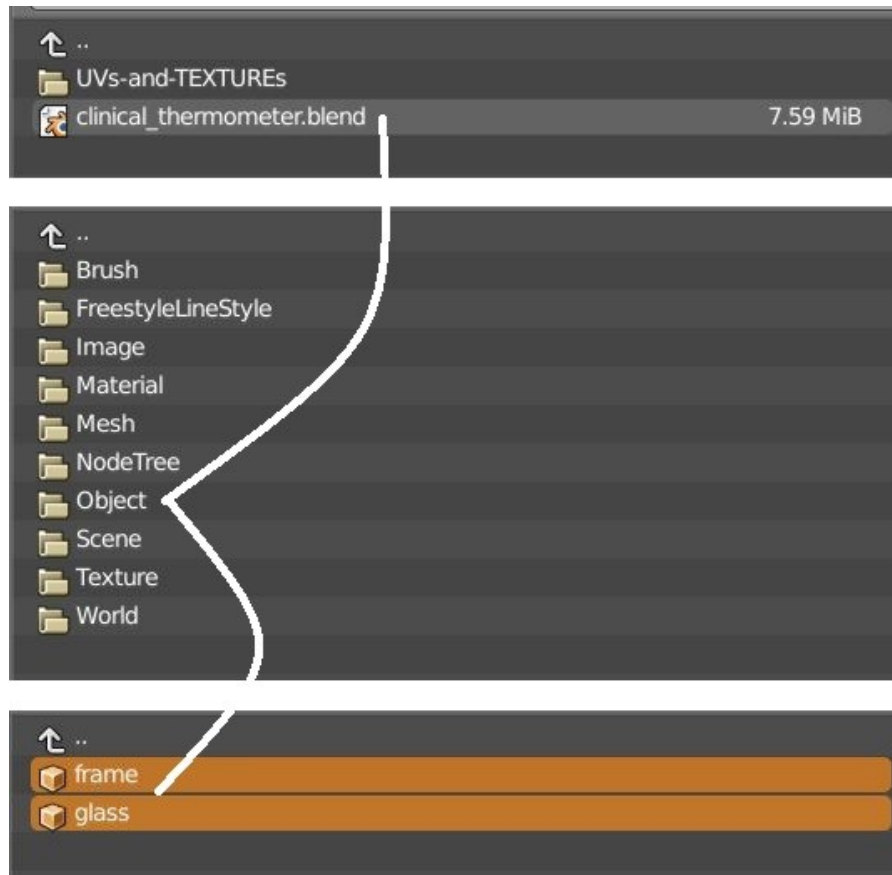 ..
UVs-and-TEXTUREs
clinical_thermometer.blend 7.59 MiB
..
Brush
FreestyleLineStyle
Image
Material
Mesh
NodeTree
Object
Scene
Texture
World
..
frame
glass